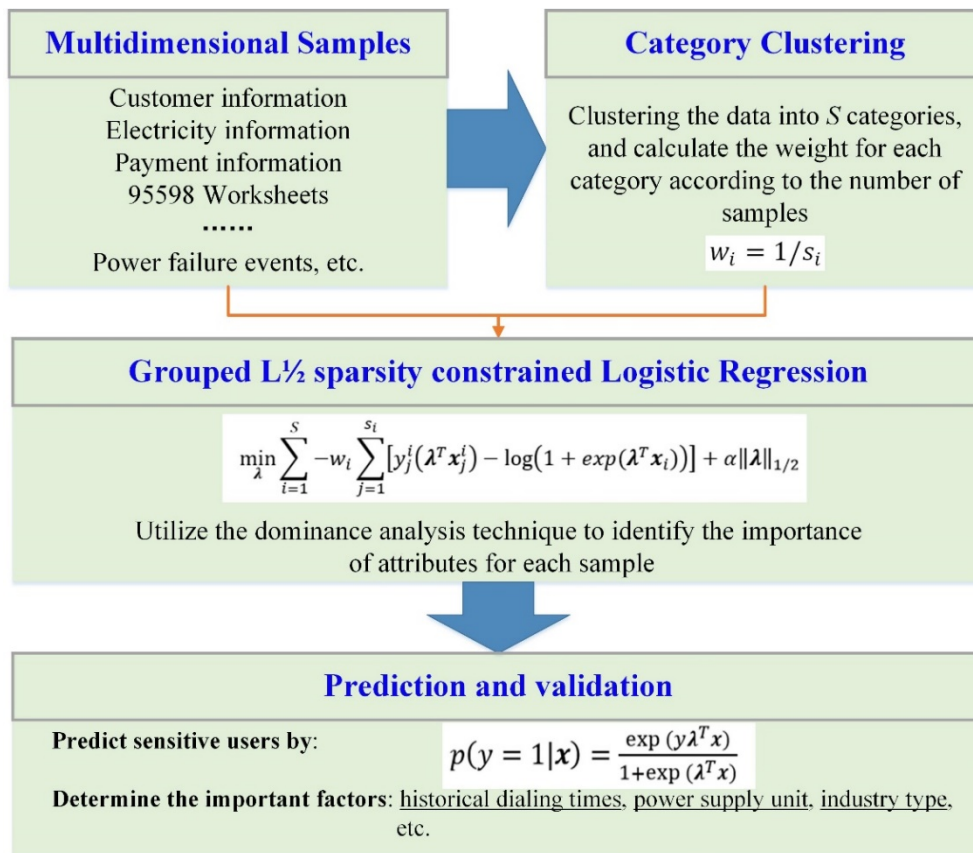 Multidimensional Samples
Customer information
Electricity information
Payment information
95598 Worksheets
......
Power failure events, etc.
Category Clustering
Clustering the data into S categories,
and calculate the weight for each
category according to the number of
samples
w_i = 1/s_i
Grouped L½ sparsity constrained Logistic Regression
min_λ ∑_{i=1}^{S} −w_i ∑_{j=1}^{s_i} [y_j^i(λ^T x_j^i) − log(1 + exp(λ^T x_i))] + α‖λ‖_{1/2}
Utilize the dominance analysis technique to identify the importance
of attributes for each sample
Prediction and validation
Predict sensitive users by: p(y = 1|x) = exp (yλ^T x) / 1+exp (λ^T x)
Determine the important factors: historical dialing times, power supply unit, industry type,
etc.